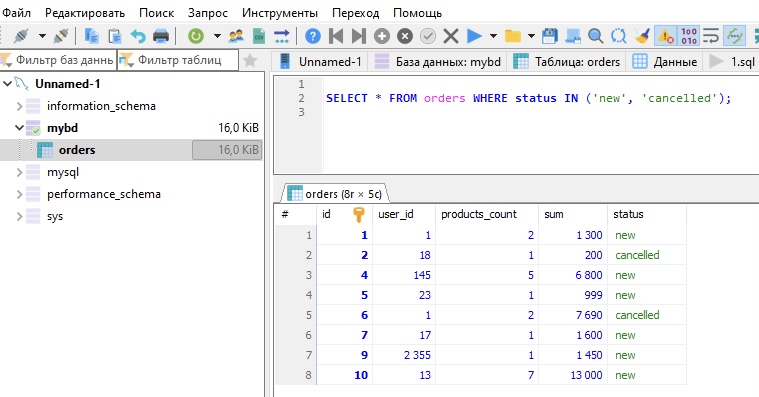 Файл Редактировать Поиск Запрос Инструменты Переход Помощь
Фильтр баз даннь Фильтр таблиц Unnamed-1 База данных: mybd Таблица: orders Данные 1.sql
Unnamed-1
information_schema
mybd 16,0 KiB
orders 16,0 KiB
mysql
performance_schema
sys
1
2 SELECT * FROM orders WHERE status IN ('new', 'cancelled');
3
orders (8r × 5c)
# id user_id products_count sum status
1 1 1 2 1 300 new
2 2 18 1 200 cancelled
3 4 145 5 6 800 new
4 5 23 1 999 new
5 6 1 2 7 690 cancelled
6 7 17 1 1 600 new
7 9 2 355 1 1 450 new
8 10 13 7 13 000 new